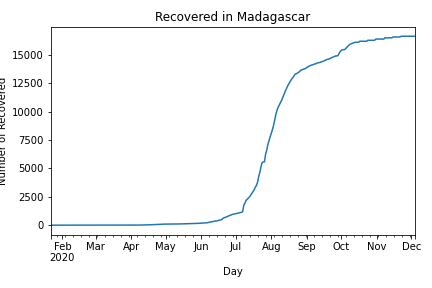 Recovered in Madagascar
Number of Recovered
15000
12500
10000
7500
5000
2500
0
Feb Mar Apr May Jun Jul Aug Sep Oct Nov Dec
2020
Day